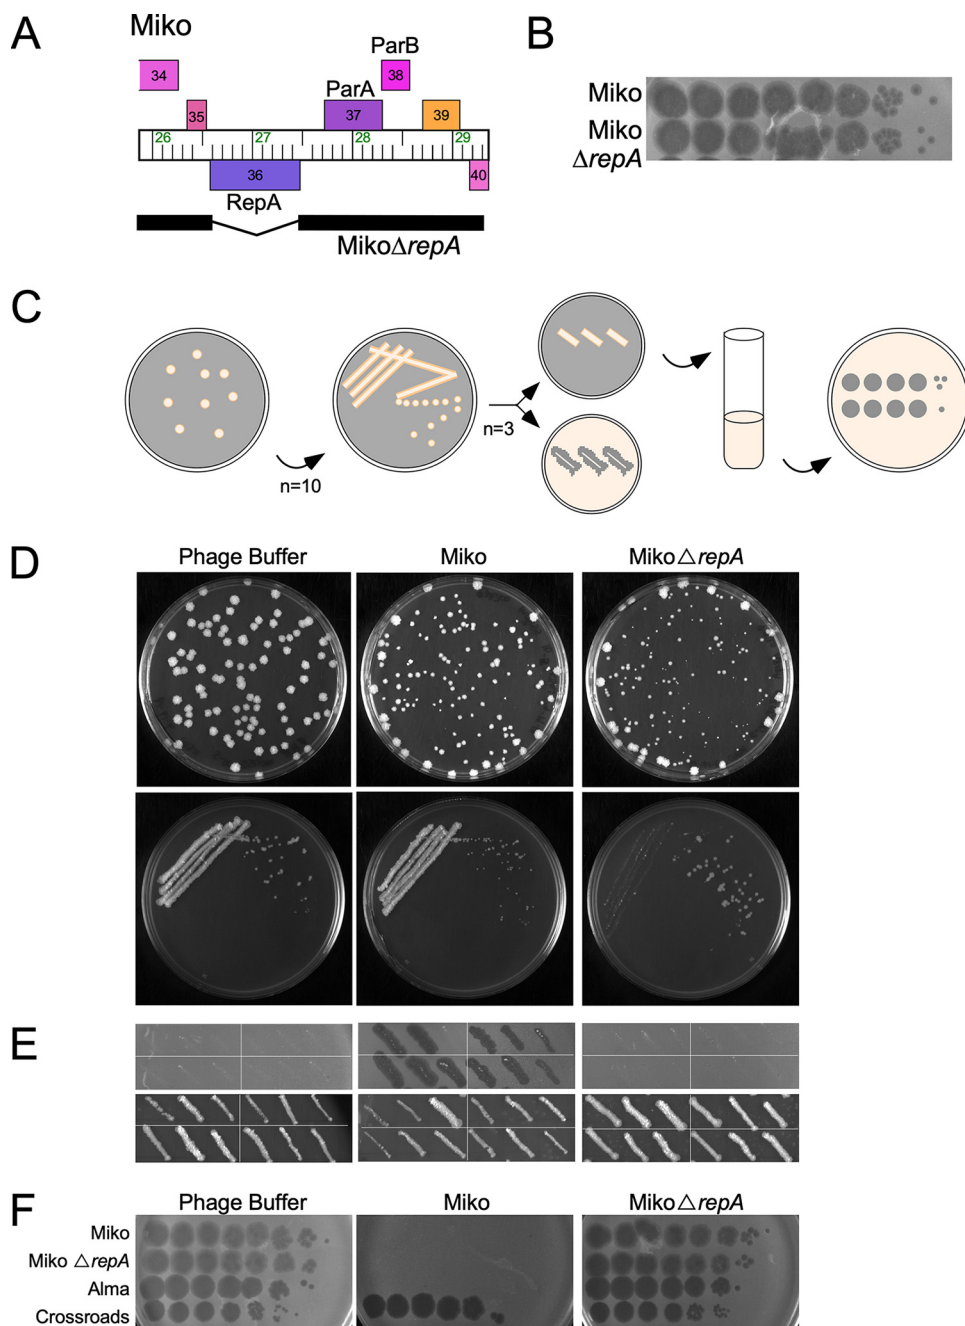 A
Miko
ParB
34
38
ParA
35
37
39
26
27
28
29
36
40
RepA
MikoΔrepA
B
Miko
Miko
ΔrepA
C
n=10
n=3
D
Phage Buffer
Miko
Miko △ repA
E
F
Phage Buffer
Miko
Miko △ repA
Miko
Miko △ repA
Alma
Crossroads